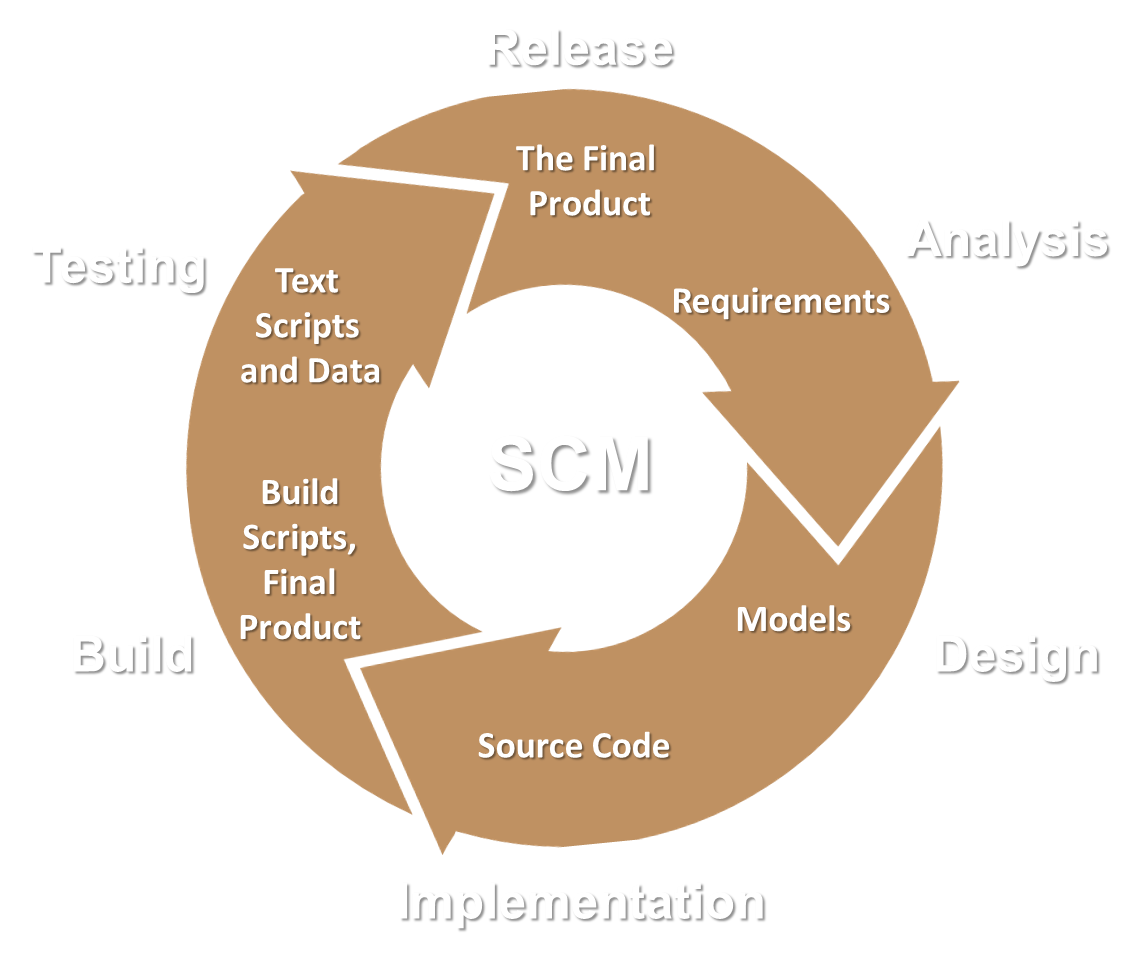 Release
The Final
Product
Analysis
Requirements
Testing
Text
Scripts
and Data
SCM
Build
Scripts,
Final
Product
Models
Build
Design
Source Code
Implementation